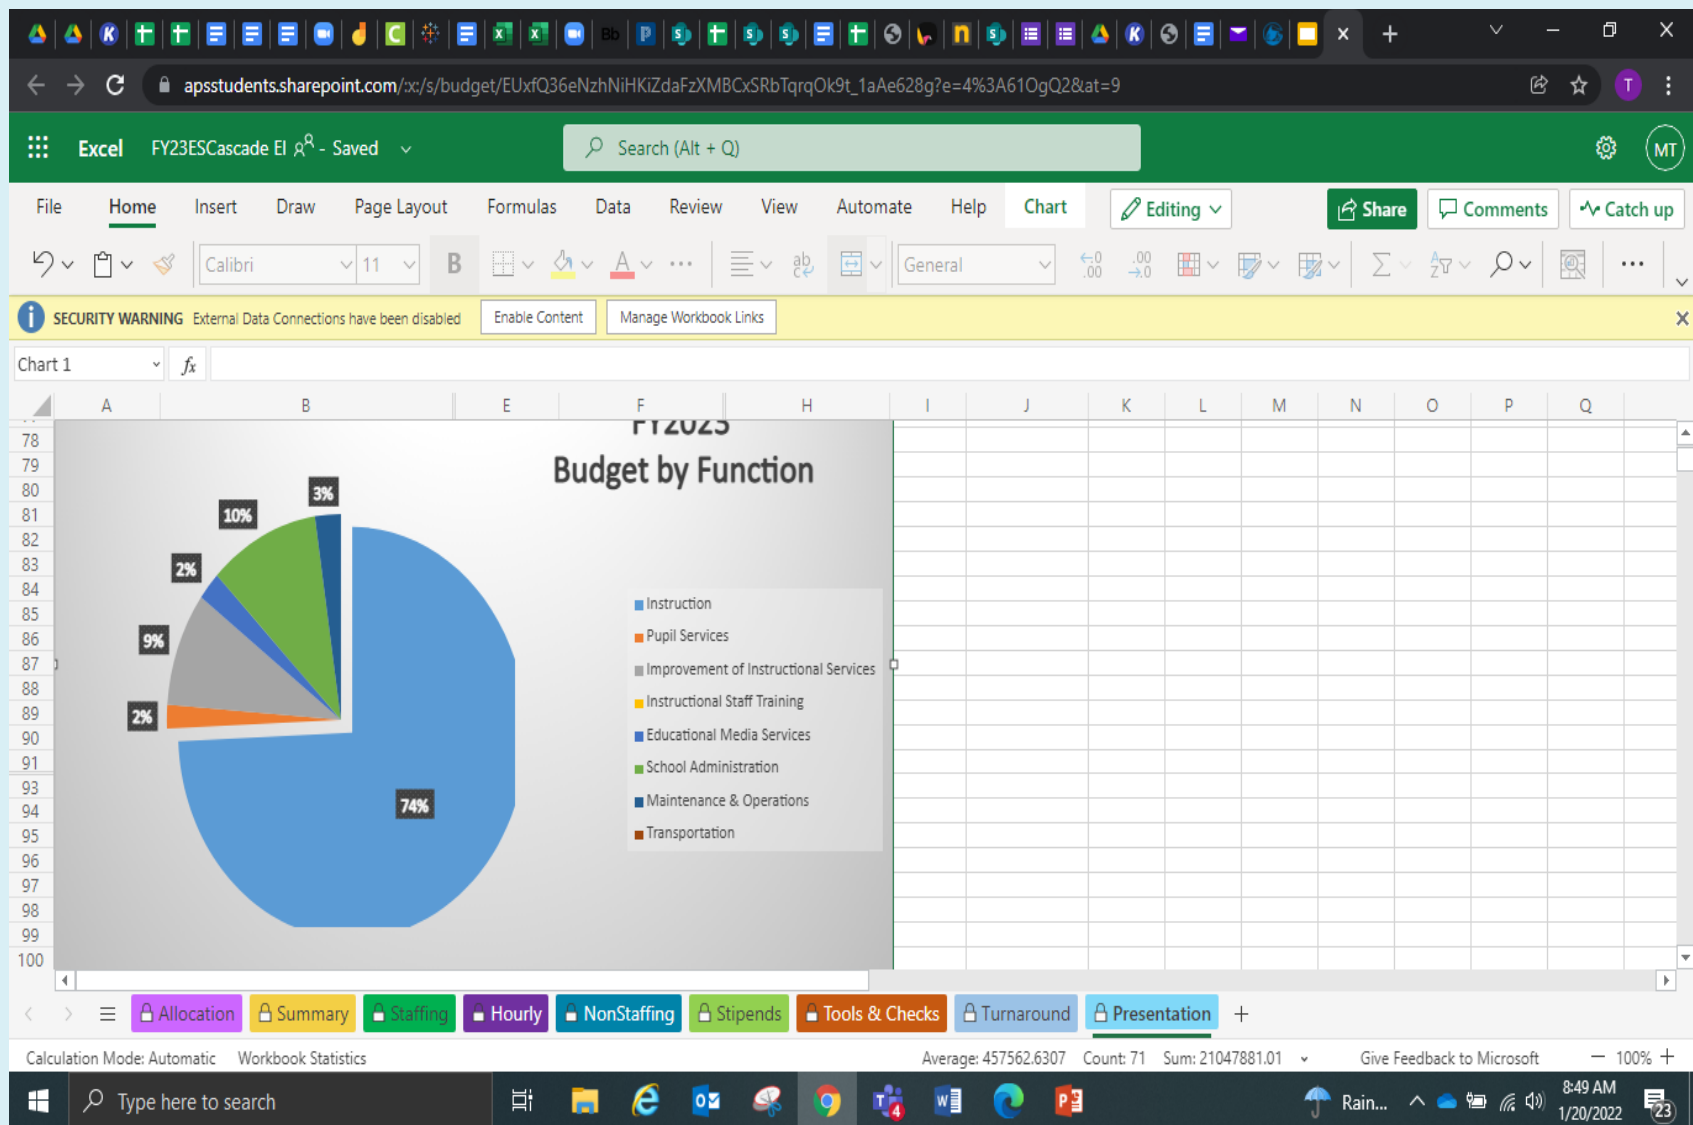 apsstudents.sharepoint.com/:x:/s/budget/EUxfQ36eNzhNiHKiZdaFzXMBCxSRbTqrqOk9t_1aAe628g?e=4%3A61OgQ2&at=9
T
Excel FY23ESCascade EI - Saved
Search (Alt + Q)
MT
File Home Insert Draw Page Layout Formulas Data Review View Automate Help Chart Editing Share Comments Catch up
Calibri 11 B A ab General
SECURITY WARNING External Data Connections have been disabled Enable Content Manage Workbook Links
Chart 1 fx
A B E F H I J K L M N O P Q
FY2023
Budget by Function
78
79
80
81
82
83
84
85
86
87
88
89
90
91
93
94
95
96
97
98
99
100
3%
10%
2%
9%
2%
74%
Instruction
Pupil Services
Improvement of Instructional Services
Instructional Staff Training
Educational Media Services
School Administration
Maintenance & Operations
Transportation
Allocation Summary Staffing Hourly NonStaffing Stipends Tools & Checks Turnaround Presentation
Calculation Mode: Automatic Workbook Statistics Average: 457562.6307 Count: 71 Sum: 21047881.01 Give Feedback to Microsoft 100%
Type here to search
4
Rain...
8:49 AM
1/20/2022
23